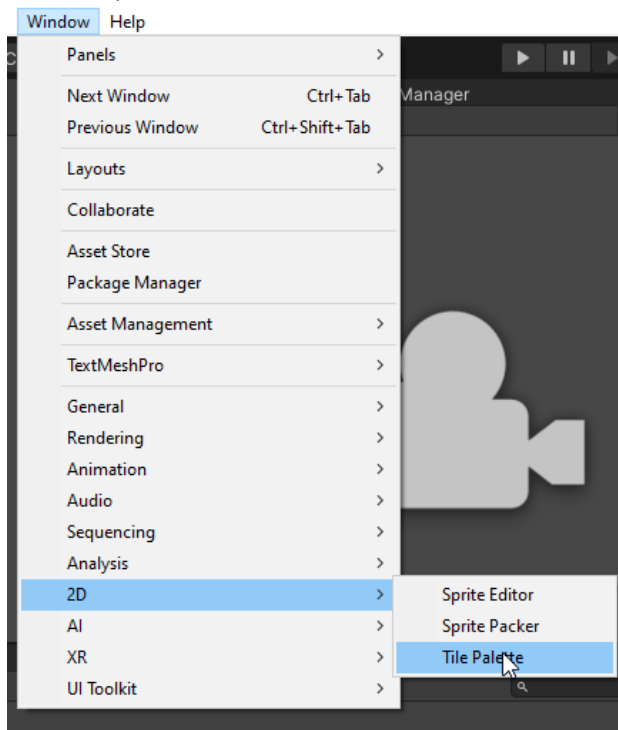 Window Help
Panels
Next Window Ctrl+Tab
Manager
Previous Window Ctrl+Shift+Tab
Layouts
Collaborate
Asset Store
Package Manager
Asset Management
TextMeshPro
General
Rendering
Animation
Audio
Sequencing
Analysis
2D
Sprite Editor
AI
Sprite Packer
XR
Tile Palette
UI Toolkit